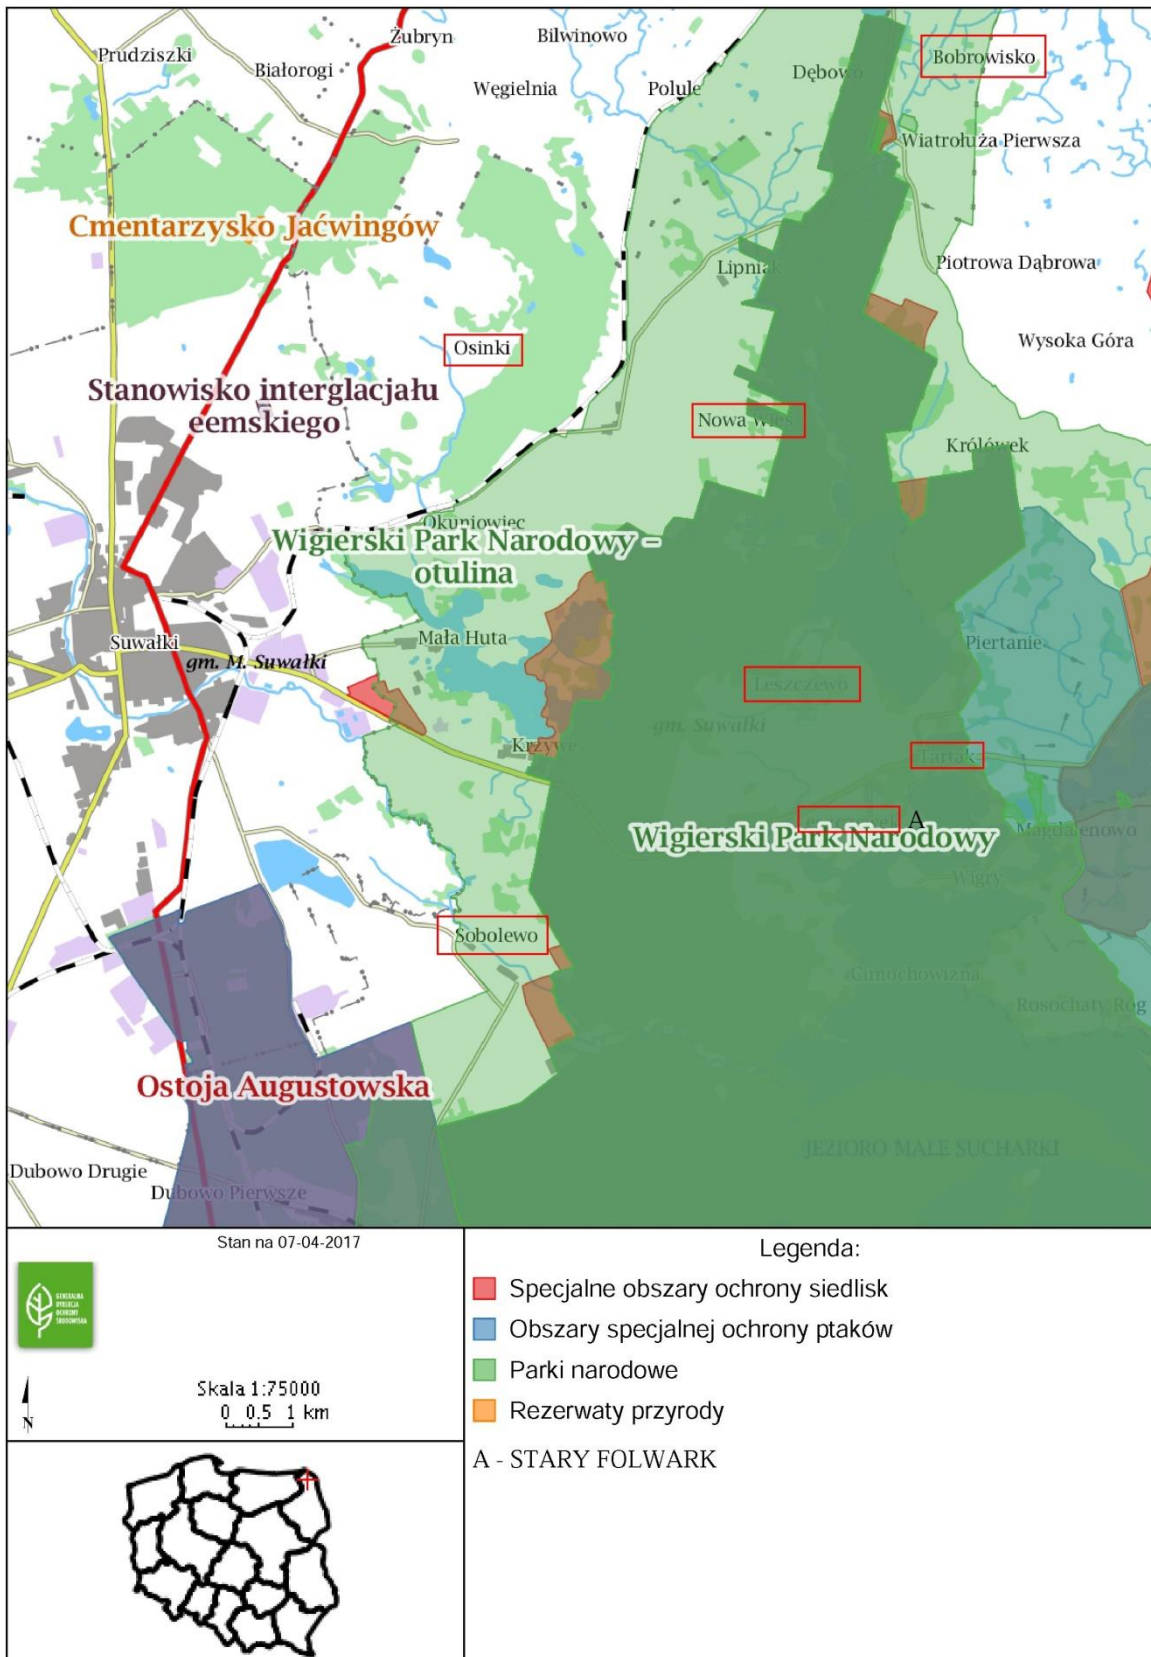 Żubryn
Bilwinowo
Prudziszki
Białorogi
Węgielnia
Polule
Dębowo
Bobrowisko
Wiatrołuża Pierwsza
Cmentarzysko Jaćwingów
Lipniak
Piotrowa Dąbrowa
Osinki
Wysoka Góra
Stanowisko interglacjału
eemskiego
Nowa Wieś
Królówek
Okuniowiec
Wigierski Park Narodowy -
otulina
Suwałki
gm. M. Suwałki
Mała Huta
Piertanie
Leszczewo
gm. Suwałki
Krzywe
Tartak
A
Wigierski Park Narodowy
Magdalenowo
Wigry
Sobolewo
Cimochowizna
Rosochaty Róg
Ostoja Augustowska
JEZIORO MAŁE SUCHARKI
Dubowo Drugie
Dubowo Pierwsze
Stan na 07-04-2017
GENERALNA
DYREKCJA
OCHRONY
ŚRODOWISKA
N
Skala 1:75000
0 0.5 1 km
Legenda:
Specjalne obszary ochrony siedlisk
Obszary specjalnej ochrony ptaków
Parki narodowe
Rezerwaty przyrody
A - STARY FOLWARK